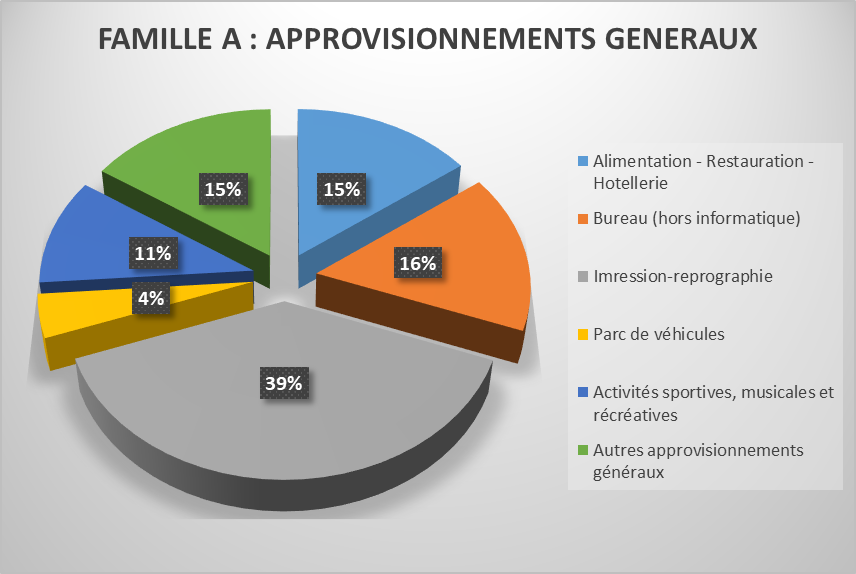 FAMILLE A : APPROVISIONNEMENTS GENERAUX
15%
15%
16%
11%
4%
39%
Alimentation - Restauration -
Hotellerie
Bureau (hors informatique)
Imression-reprographie
Parc de véhicules
Activités sportives, musicales et
récréatives
Autres approvisionnements
généraux